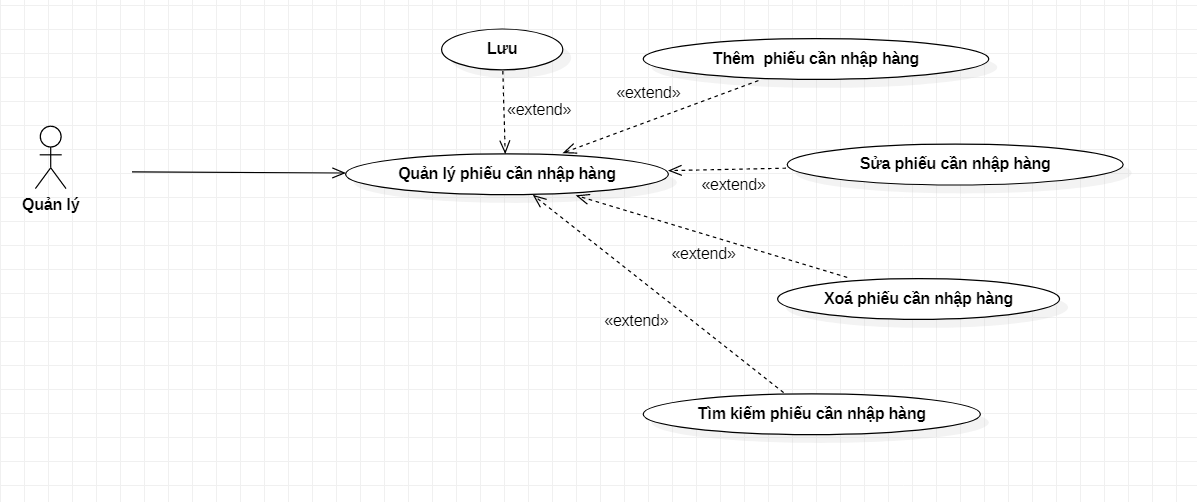 Lưu
Thêm  phiếu cần nhập hàng
«extend»
«extend»
Quản lý
Quản lý phiếu cần nhập hàng
Sửa phiếu cần nhập hàng
«extend»
«extend»
Xoá phiếu cần nhập hàng
«extend»
Tìm kiếm phiếu cần nhập hàng